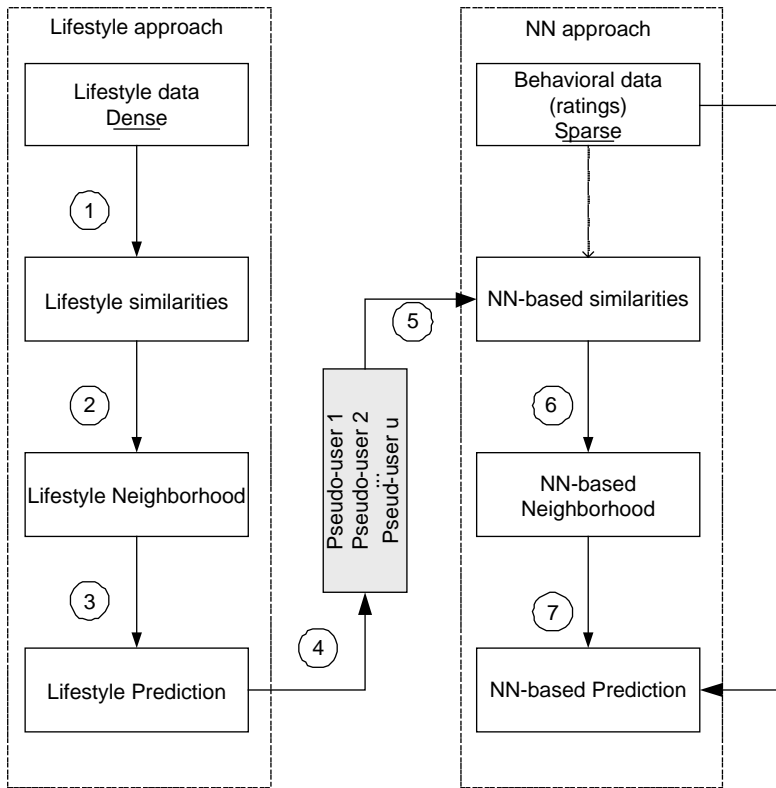 Lifestyle approach
Lifestyle data
Dense
1
Lifestyle similarities
2
Lifestyle Neighborhood
3
Lifestyle Prediction
4
Pseudo-user 1
Pseudo-user 2
...
Pseud-user u
5
NN approach
Behavioral data
(ratings)
Sparse
NN-based similarities
6
NN-based
Neighborhood
7
NN-based Prediction